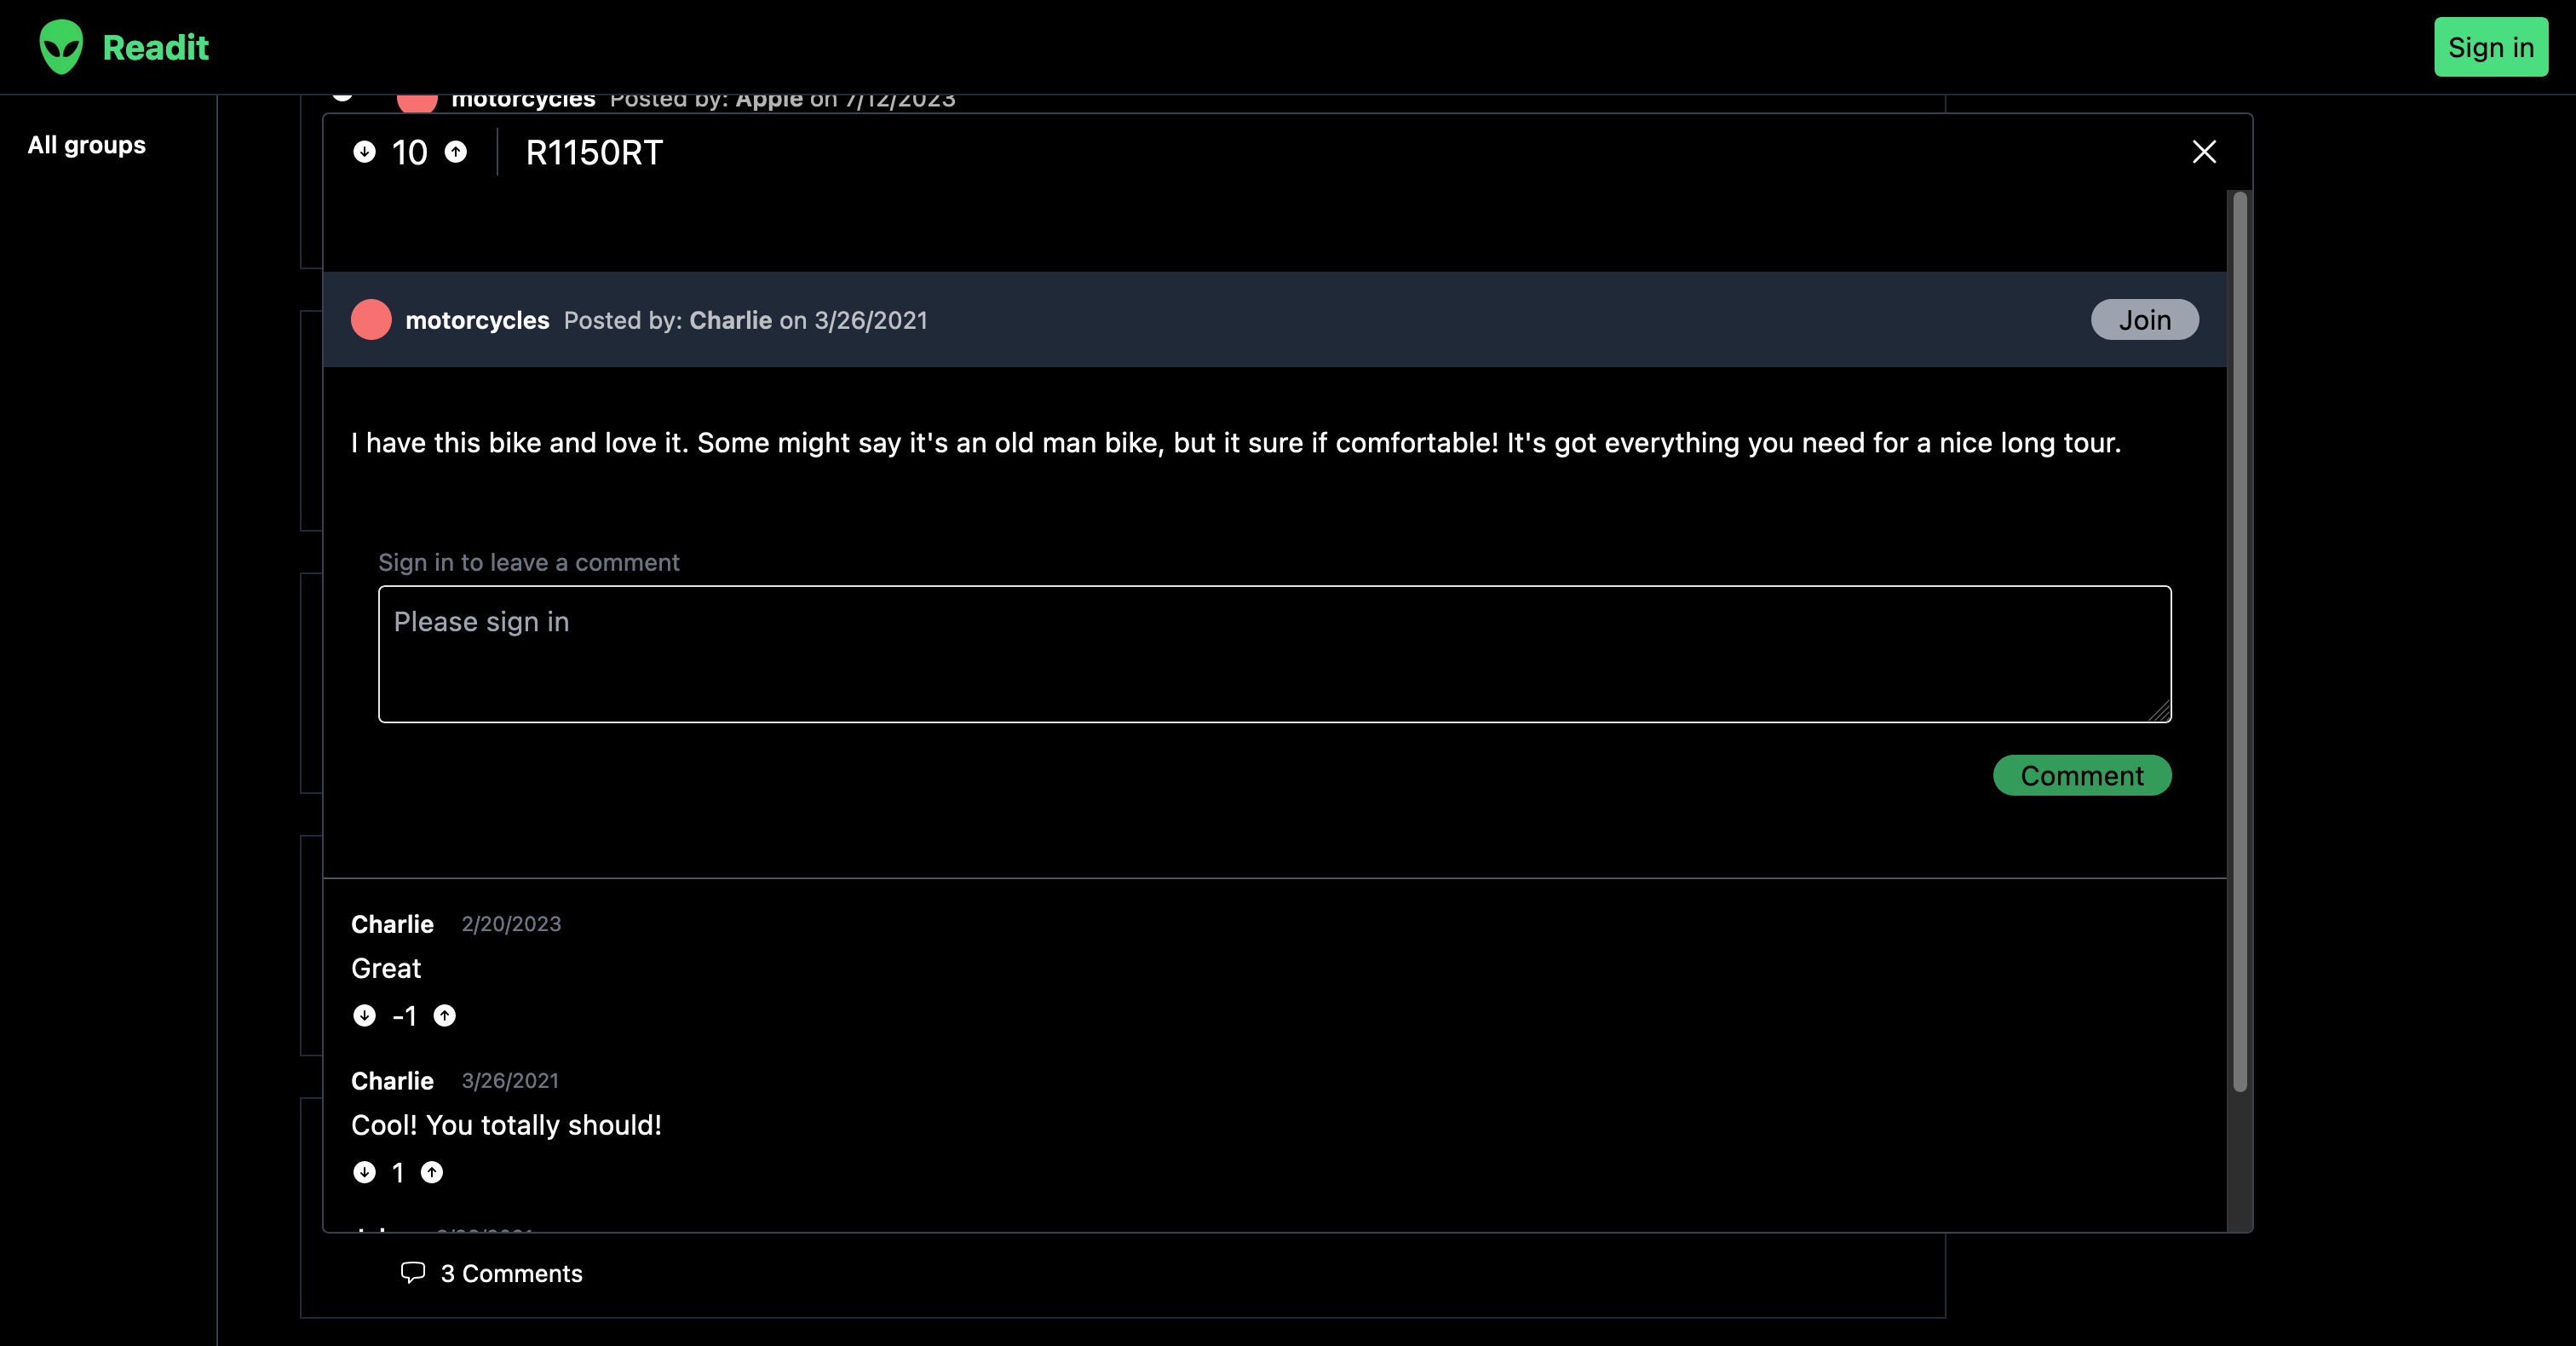 Readit
Sign in
motorcycles Posted by: Apple on 7/12/2023
All groups
10
R1150RT
motorcycles Posted by: Charlie on 3/26/2021
Join
I have this bike and love it. Some might say it's an old man bike, but it sure if comfortable! It's got everything you need for a nice long tour.
Sign in to leave a comment
Please sign in
Comment
Charlie 2/20/2023
Great
-1
Charlie 3/26/2021
Cool! You totally should!
1
3 Comments